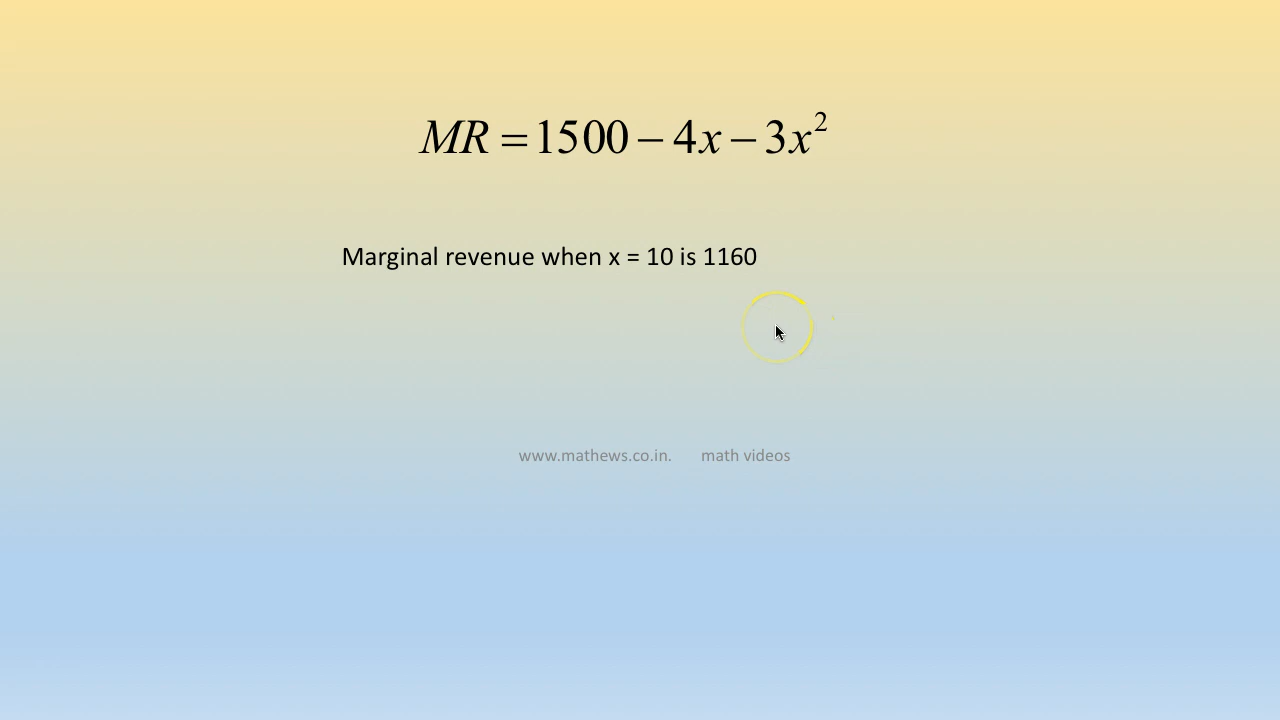 MR = 1500 − 4x − 3x²
Marginal revenue when x = 10 is 1160
www.mathews.co.in. math videos